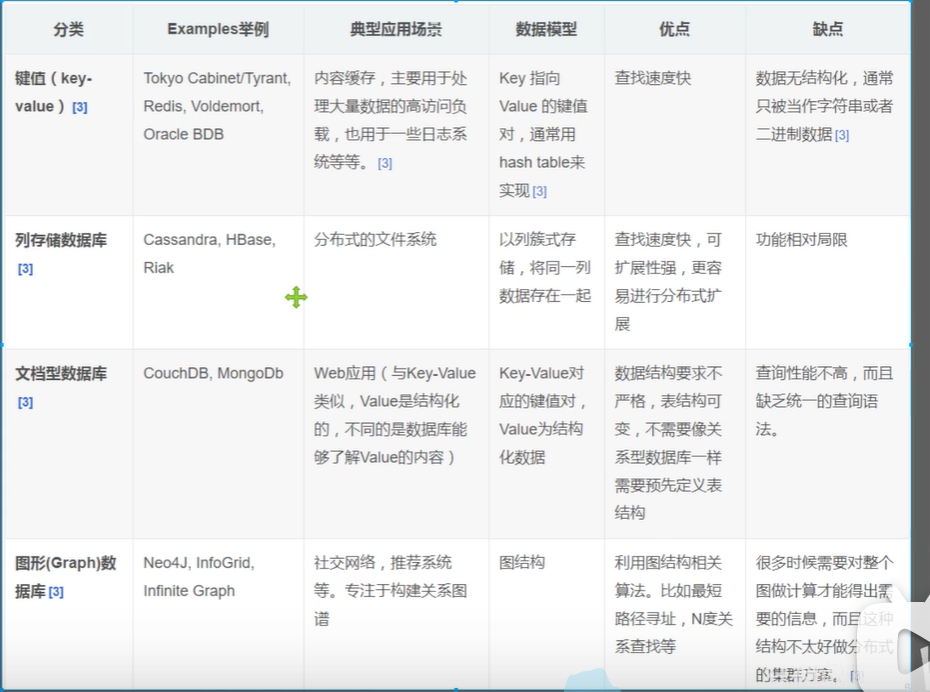 分类 Examples举例 典型应用场景 数据模型 优点 缺点
键值（key-
value）[3]
Tokyo Cabinet/Tyrant,
Redis, Voldemort,
Oracle BDB
内容缓存，主要用于处
理大量数据的高访问负
载，也用于一些日志系
统等等。[3]
Key 指向
Value 的键值
对，通常用
hash table来
实现[3]
查找速度快
数据无结构化，通常
只被当作字符串或者
二进制数据[3]
列存储数据库
[3]
Cassandra, HBase,
Riak
分布式的文件系统
以列簇式存
储，将同一列
数据存在一起
查找速度快，可
扩展性强，更容
易进行分布式扩
展
功能相对局限
文档型数据库
[3]
CouchDB, MongoDb
Web应用（与Key-Value
类似，Value是结构化
的，不同的是数据库能
够了解Value的内容）
Key-Value对
应的键值对，
Value为结构
化数据
数据结构要求不
严格，表结构可
变，不需要像关
系型数据库一样
需要预先定义表
结构
查询性能不高，而且
缺乏统一的查询语
法。
图形(Graph)数
据库[3]
Neo4J, InfoGrid,
Infinite Graph
社交网络，推荐系统
等。专注于构建关系图
谱
图结构
利用图结构相关
算法。比如最短
路径寻址，N度关
系查找等
很多时候需要对整个
图做计算才能得出需
要的信息，而且这种
结构不太好做分布式
的集群方案。[3]